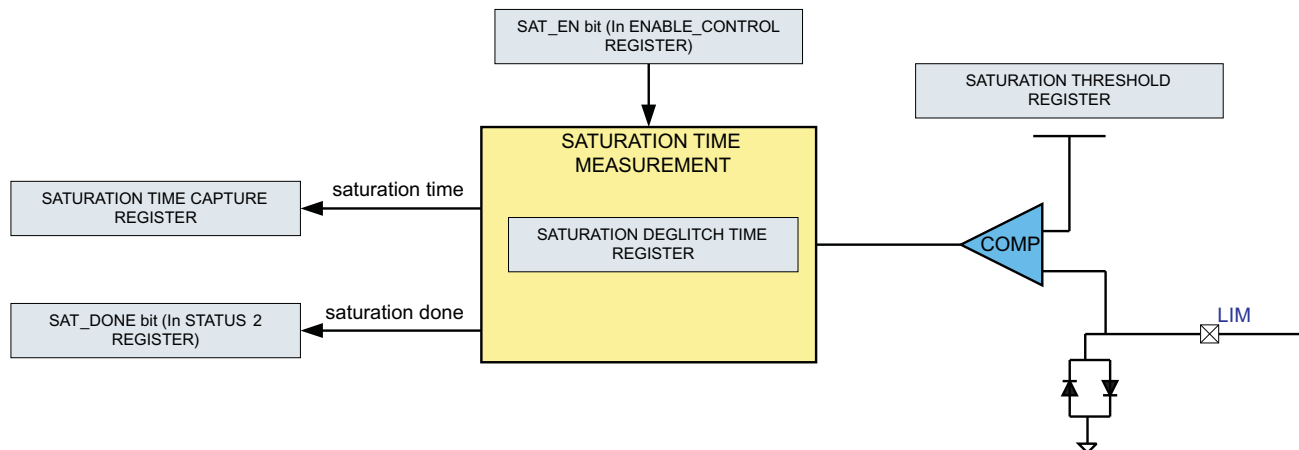 SAT_EN bit (In ENABLE_CONTROL
REGISTER)
SATURATION THRESHOLD
REGISTER
SATURATION TIME
MEASUREMENT
SATURATION TIME CAPTURE
REGISTER
saturation time
SATURATION DEGLITCH TIME
REGISTER
COMP
SAT_DONE bit (In STATUS 2
REGISTER)
saturation done
LIM